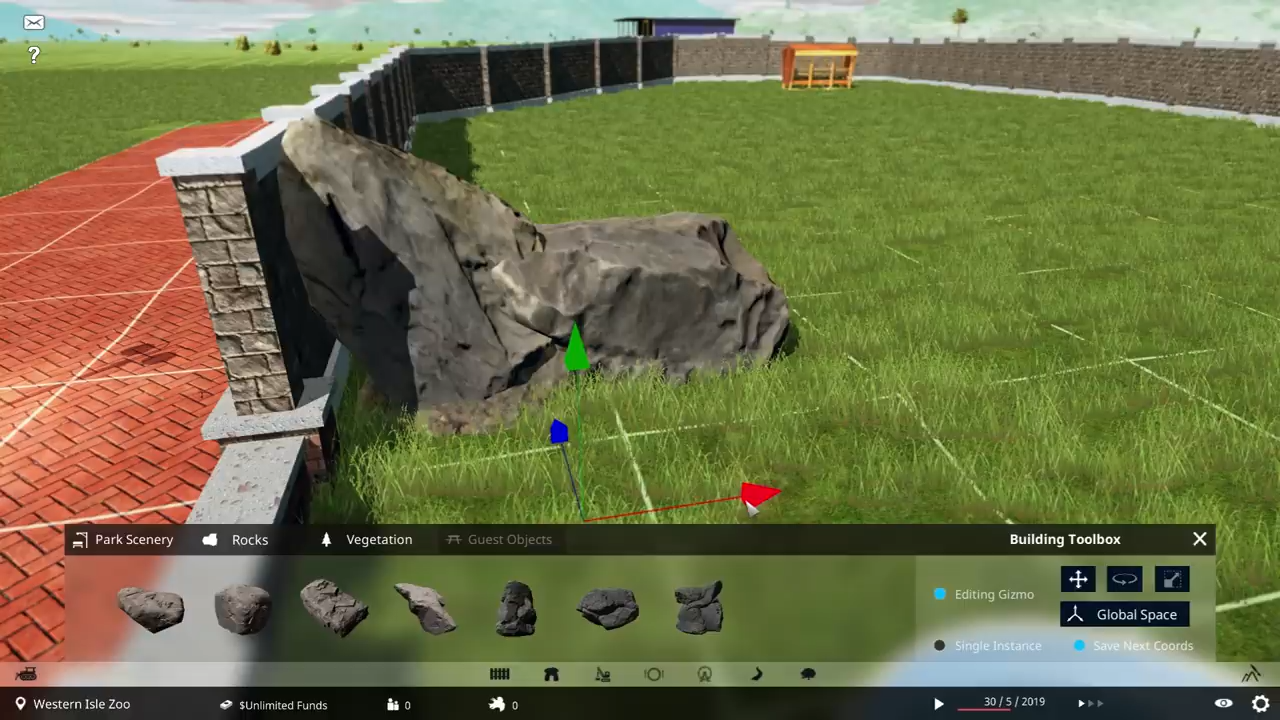 ?
Park Scenery Rocks Vegetation Guest Objects Building Toolbox
Editing Gizmo
Global Space
Single Instance Save Next Coords
Western Isle Zoo $Unlimited Funds 0 0 30 / 5 / 2019